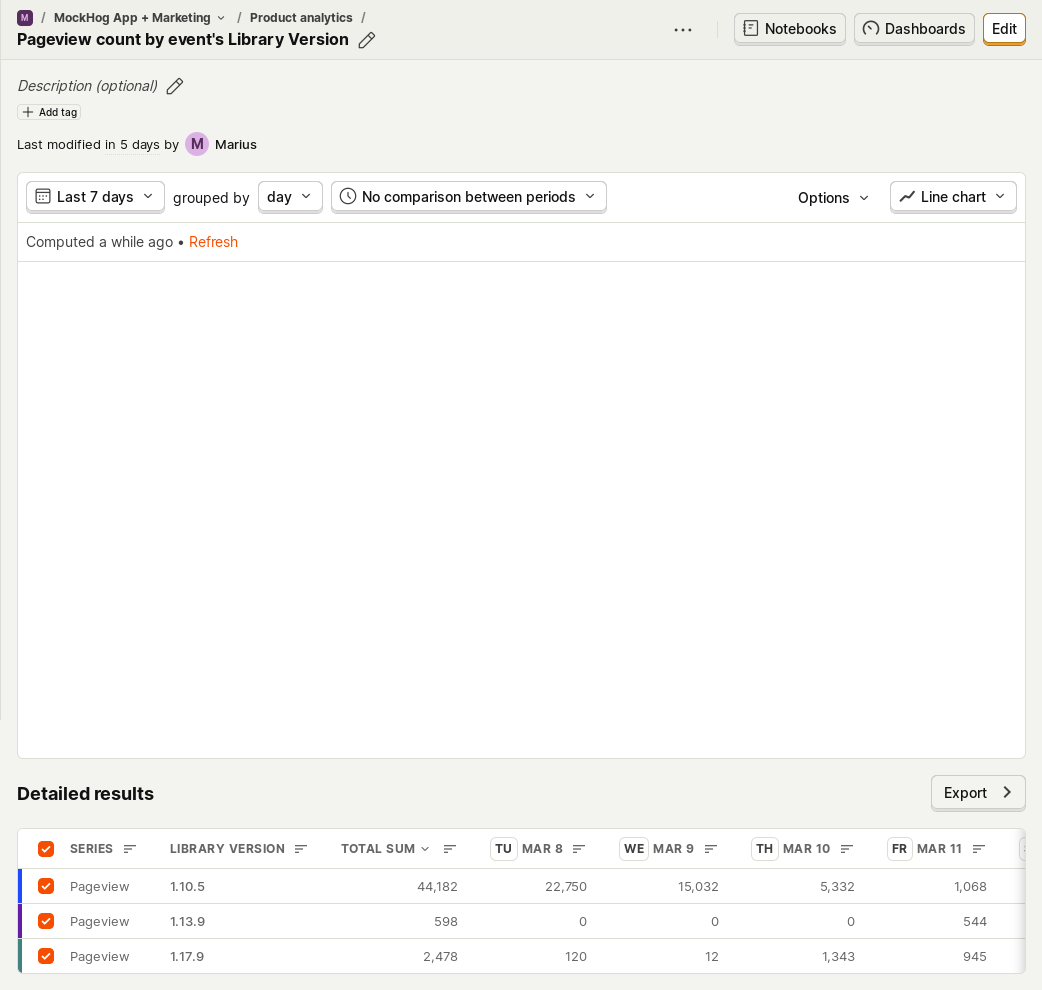 M / MockHog App + Marketing / Product analytics /
Pageview count by event's Library Version
Notebooks Dashboards Edit
Description (optional)
Add tag
Last modified in 5 days by M Marius
Last 7 days grouped by day No comparison between periods Options Line chart
Computed a while ago • Refresh
Detailed results
Export
SERIES LIBRARY VERSION TOTAL SUM TU MAR 8 WE MAR 9 TH MAR 10 FR MAR 11
Pageview 1.10.5 44,182 22,750 15,032 5,332 1,068
Pageview 1.13.9 598 0 0 0 544
Pageview 1.17.9 2,478 120 12 1,343 945